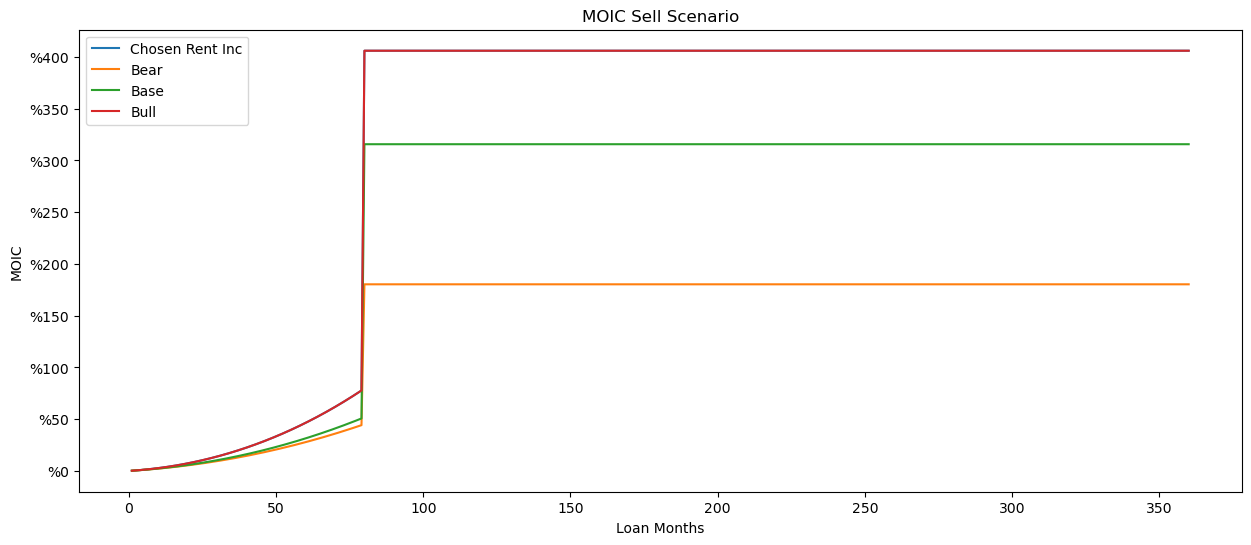 MOIC Sell Scenario
Chosen Rent Inc
Bear
Base
Bull
%400
%350
%300
%250
%200
%150
%100
%50
%0
MOIC
0 50 100 150 200 250 300 350
Loan Months